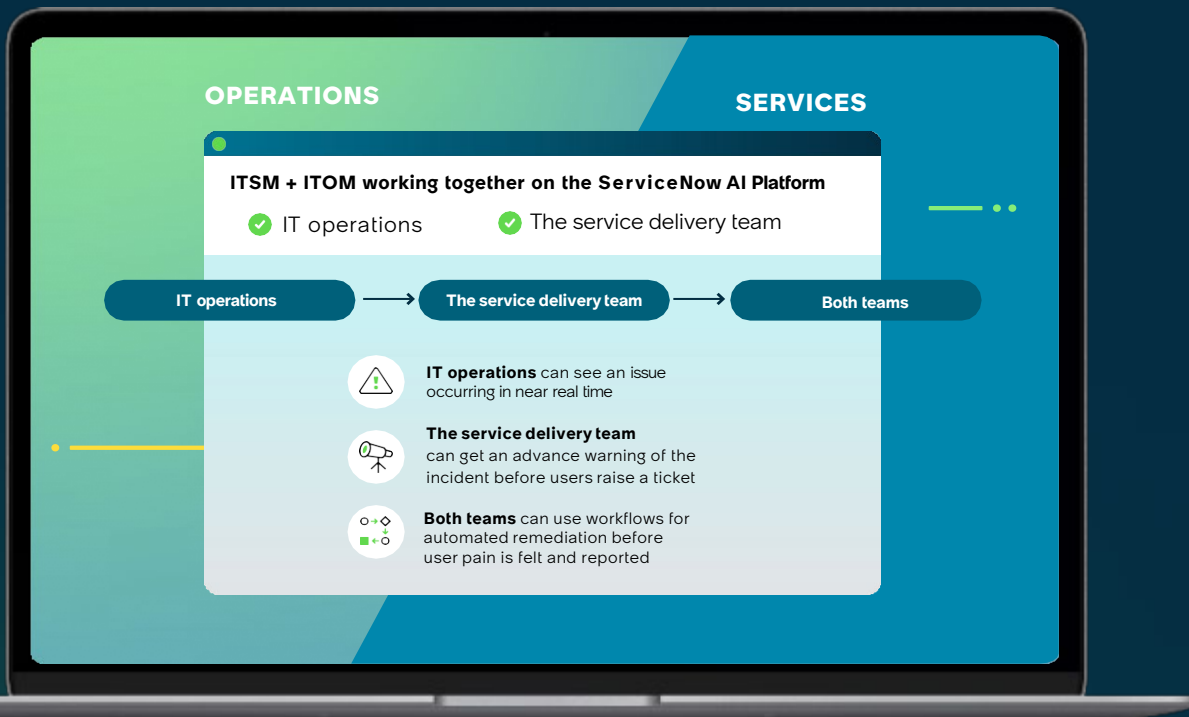 OPERATIONS
SERVICES
ITSM + ITOM working together on the ServiceNow AI Platform
IT operations
The service delivery team
IT operations
The service delivery team
Both teams
IT operations can see an issue
occurring in near real time
The service delivery team
can get an advance warning of the
incident before users raise a ticket
Both teams can use workflows for
automated remediation before
user pain is felt and reported